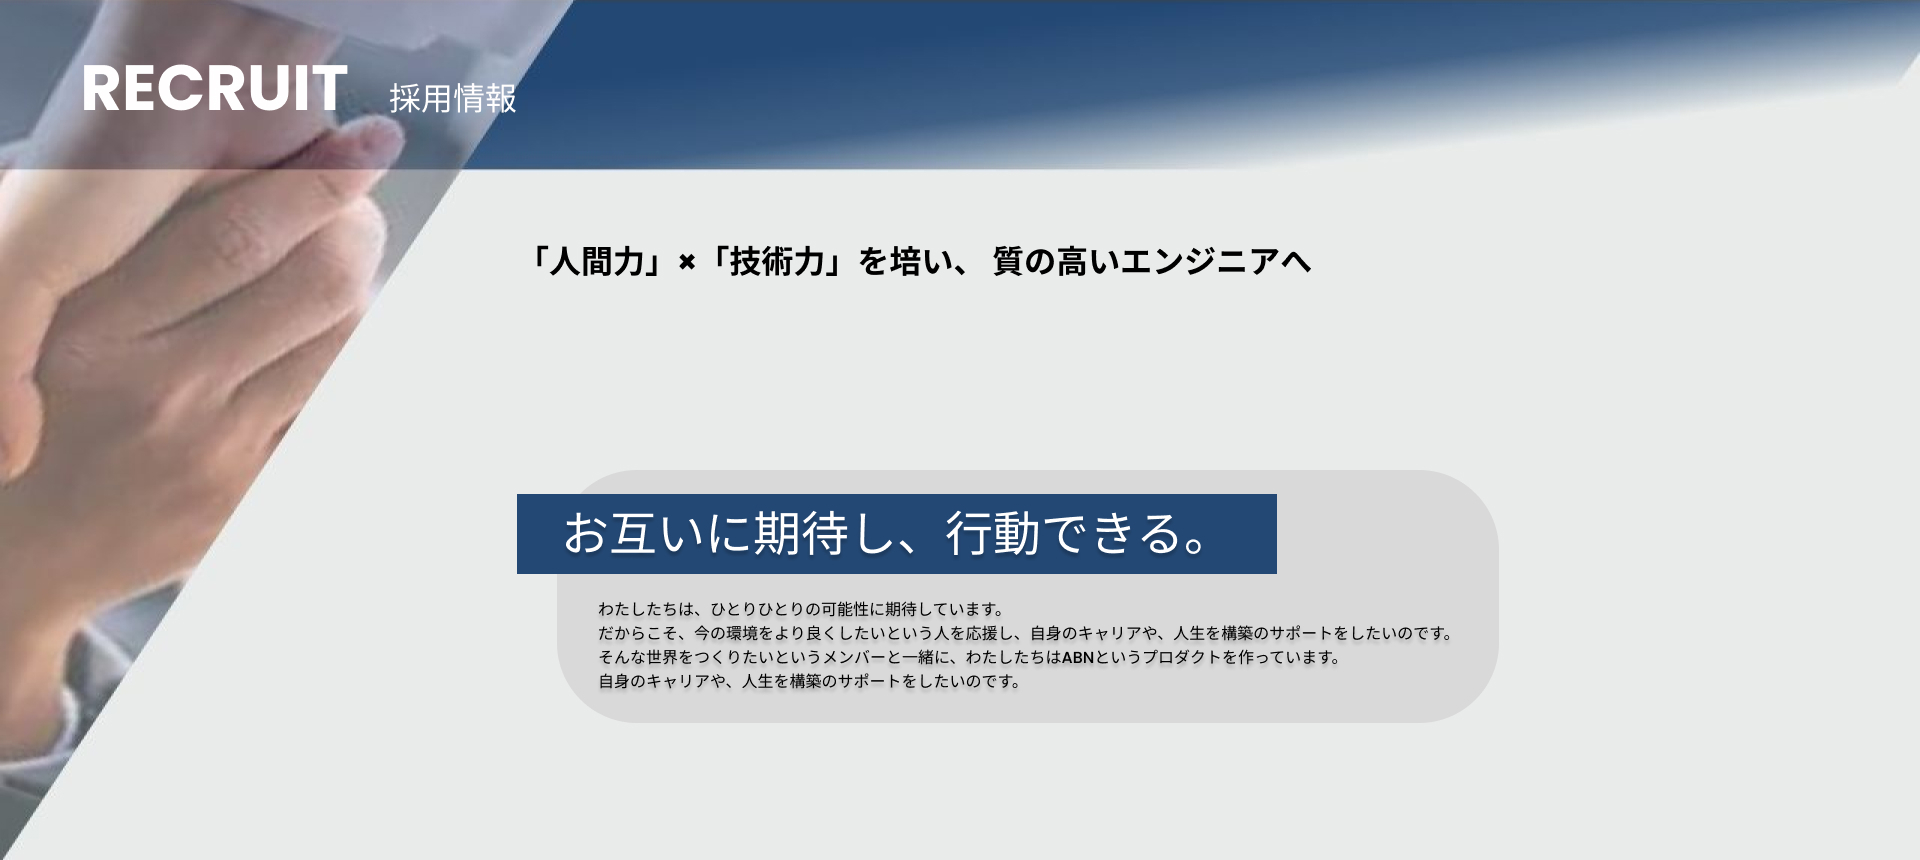 RECRUIT 採用情報
「人間力」×「技術力」を培い、 質の高いエンジニアへ
お互いに期待し、行動できる。
わたしたちは、ひとりひとりの可能性に期待しています。
だからこそ、今の環境をより良くしたいという人を応援し、自身のキャリアや、人生を構築のサポートをしたいのです。
そんな世界をつくりたいというメンバーと一緒に、わたしたちはABNというプロダクトを作っています。
自身のキャリアや、人生を構築のサポートをしたいのです。